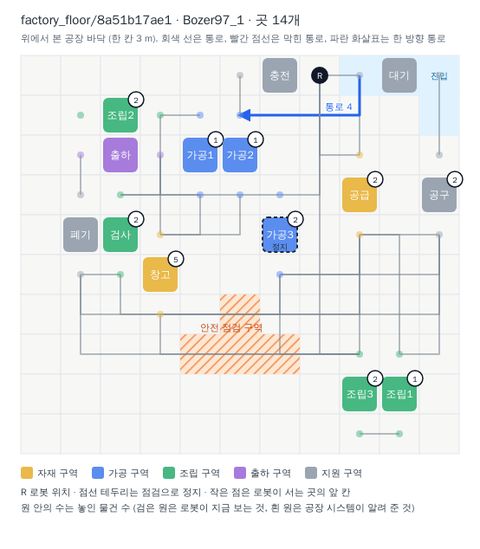 factory_floor/8a51b17ae1 · Bozer97_1 · 곳 14개
위에서 본 공장 바닥 (한 칸 3 m). 회색 선은 통로, 빨간 점선은 막힌 통로, 파란 화살표는 한 방향 통로
충전
R
대기
2
통로 4
조립2
1
1
출하
가공1
가공2
2
2
공급
공구
2
2
폐기
검사
가공3
정지
5
창고
안전 점검 구역
2
1
조립3
조립1
자재 구역
가공 구역
조립 구역
출하 구역
지원 구역
R 로봇 위치 · 점선 테두리는 점검으로 정지 · 작은 점은 로봇이 서는 곳의 앞 칸
원 안의 수는 놓인 물건 수 (검은 원은 로봇이 지금 보는 것, 흰 원은 공장 시스템이 알려 준 것)